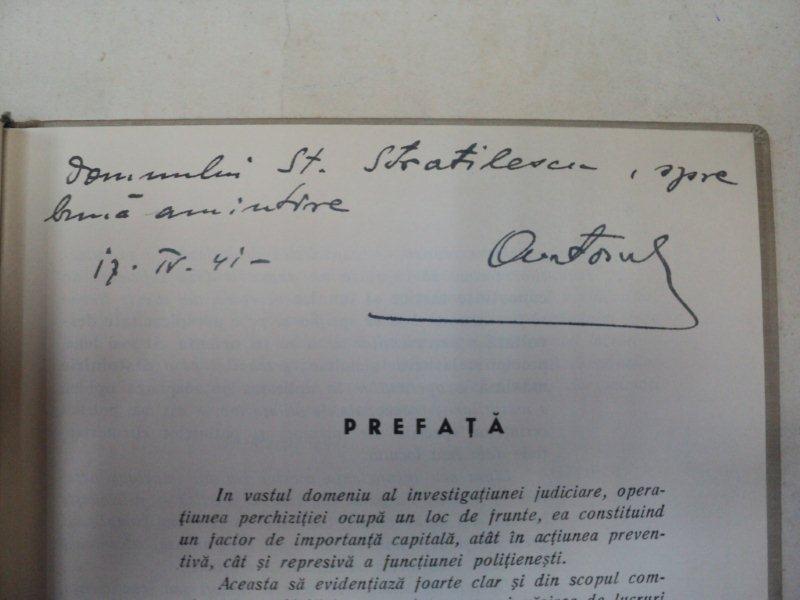 Domnului St. Stratilescu, spre
bună amintire
17. IV. 41 -
Autorul
PREFAȚĂ
In vastul domeniu al investigațiunei judiciare, opera-
țiunea perchiziției ocupă un loc de frunte, ea constituind
un factor de importanță capitală, atât în acțiunea preven-
tivă, cât și represivă a funcțiunei polițienești.
Aceasta să evidențiază foarte clar și din scopul com-